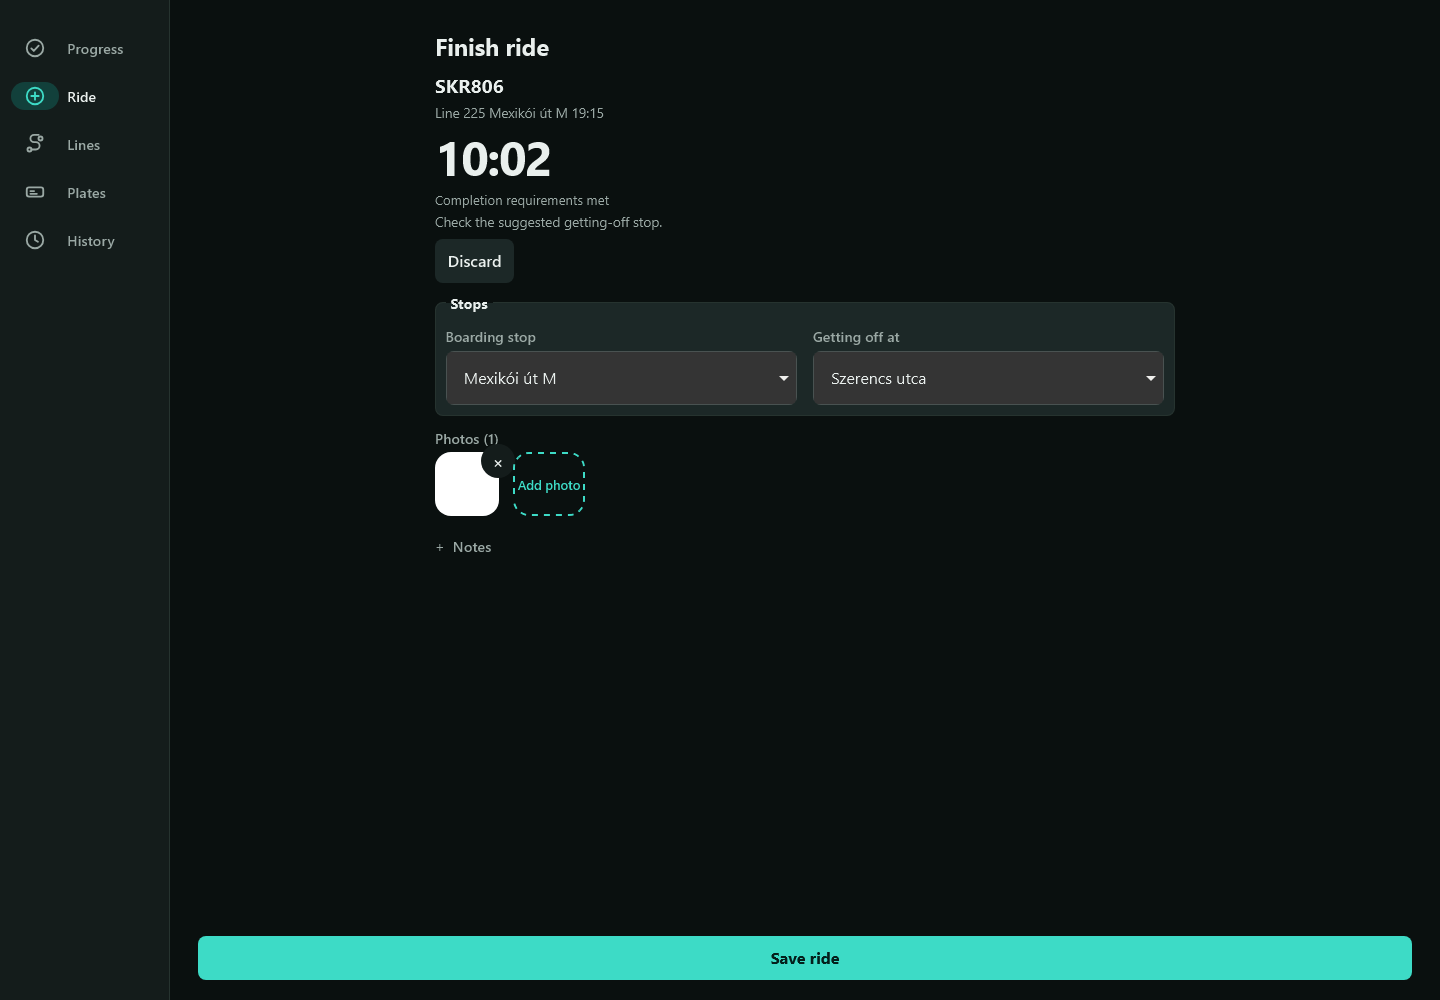 Progress
Ride
Lines
Plates
History
Finish ride
SKR806
Line 225 Mexikói út M 19:15
10:02
Completion requirements met
Check the suggested getting-off stop.
Discard
Stops
Boarding stop
Mexikói út M
Getting off at
Szerencs utca
Photos (1)
×
Add photo
+ Notes
Save ride